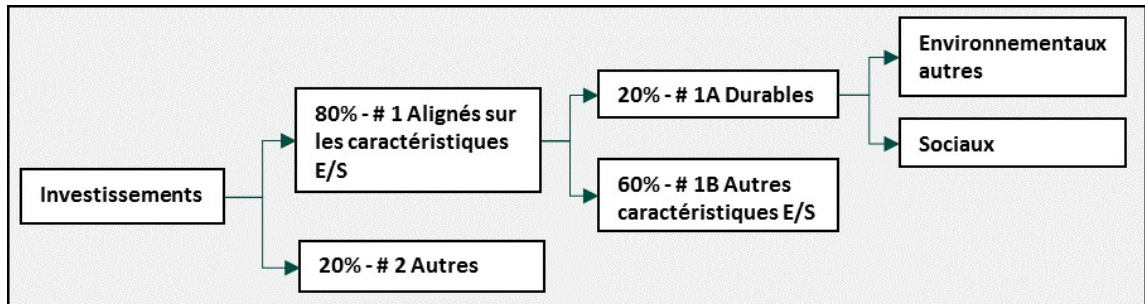 Investissements
80% - # 1 Alignés sur
les caractéristiques
E/S
20% - # 2 Autres
20% - # 1A Durables
60% - # 1B Autres
caractéristiques E/S
Environnementaux
autres
Sociaux